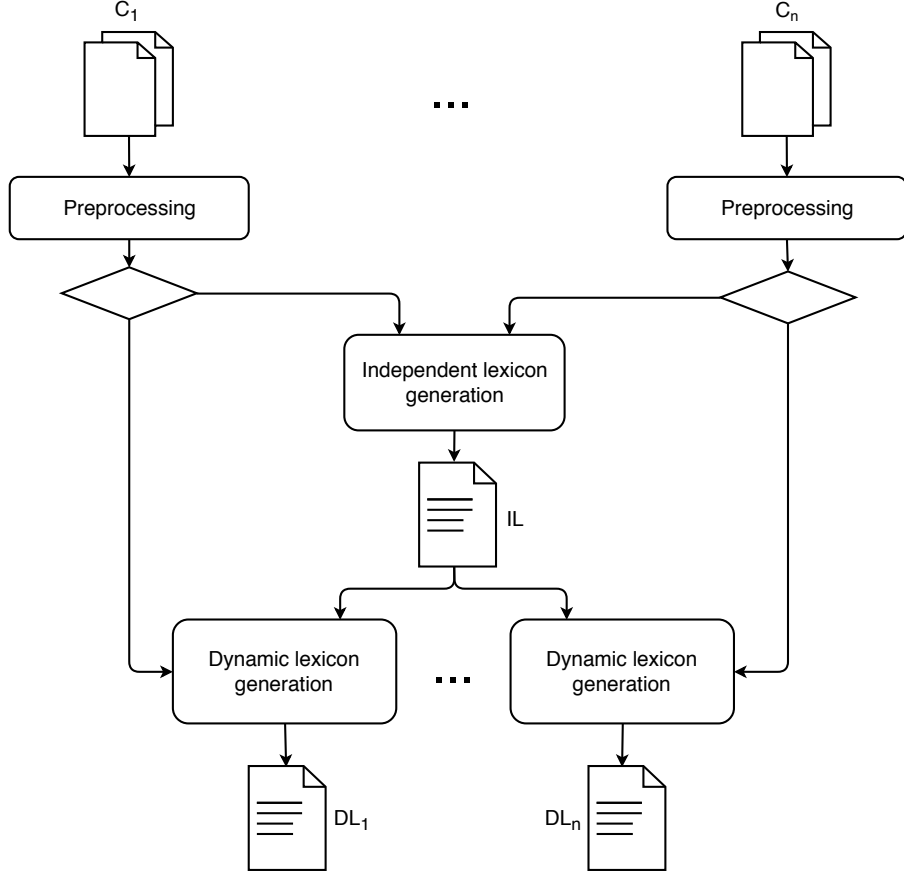 C₁
Cₙ
...
Preprocessing
Preprocessing
Independent lexicon
generation
IL
Dynamic lexicon
generation
...
Dynamic lexicon
generation
DL₁
DLₙ